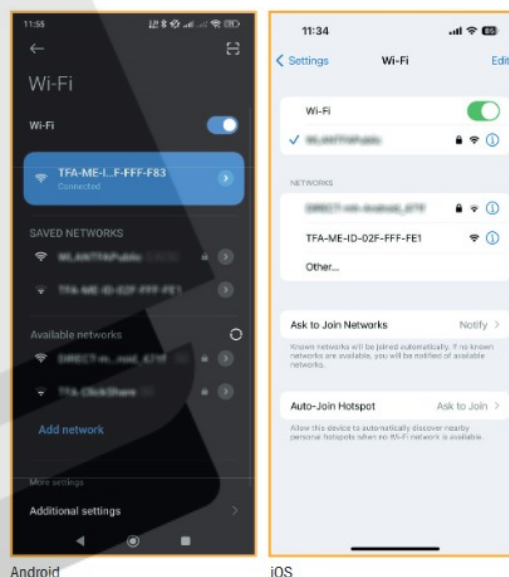 11:55
Wi-Fi
Wi-Fi
TFA-ME-I...F-FFF-F83
Connected
SAVED NETWORKS
Available networks
Add network
More settings
Additional settings
Android
11:34
85
Settings
Wi-Fi
Edit
Wi-Fi
NETWORKS
TFA-ME-ID-02F-FFF-FE1
Other...
Ask to Join Networks
Notify
Known networks will be joined automatically. If no known
networks are available, you will be notified of available
networks.
Auto-Join Hotspot
Ask to Join
Allow this device to automatically discover nearby
personal hotspots when no Wi-Fi network is available.
iOS